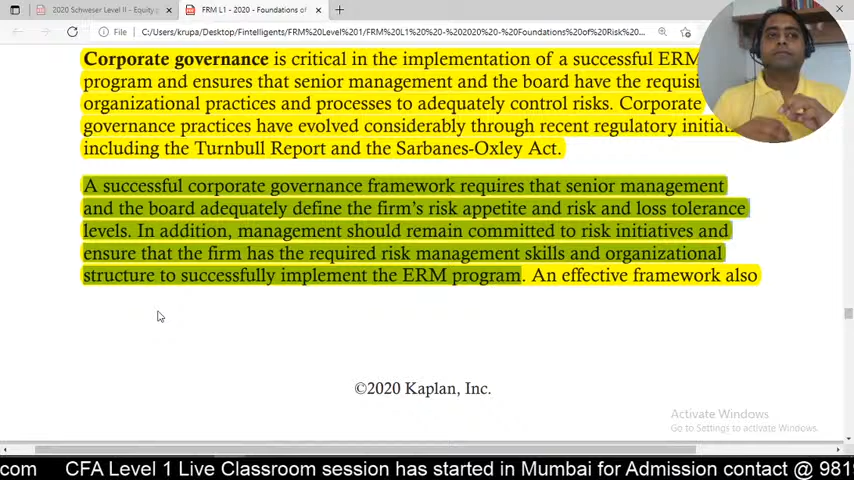 2020 Schweser Level II - Equity
FRM L1 - 2020 - Foundations of
File
C:/Users/krupa/Desktop/Fintelligents/FRM%20Level%201/FRM%20L1%20%20-%202020%20-%20Foundations%20of%20Risk%20...
Corporate governance is critical in the implementation of a successful ERM
program and ensures that senior management and the board have the
organizational practices and processes to adequately control risks. Corporate
governance practices have evolved considerably through recent regulatory
including the Turnbull Report and the Sarbanes-Oxley Act.
A successful corporate governance framework requires that senior management
and the board adequately define the firm's risk appetite and risk and loss tolerance
levels. In addition, management should remain committed to risk initiatives and
ensure that the firm has the required risk management skills and organizational
structure to successfully implement the ERM program. An effective framework also
©2020 Kaplan, Inc.
Activate Windows
Go to Settings to activate Windows.
.com CFA Level 1 Live Classroom session has started in Mumbai for Admission contact @ 981